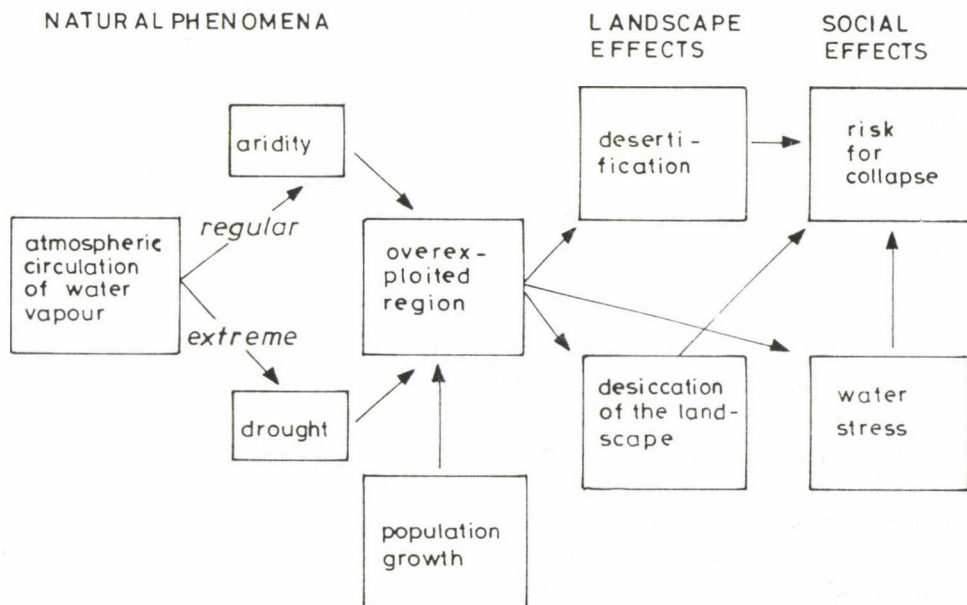 NATURAL PHENOMENA
LANDSCAPE
EFFECTS
SOCIAL
EFFECTS
aridity
regular
atmospheric
circulation
of water
vapour
extreme
drought
overex-
ploited
region
population
growth
deserti-
fication
desiccation
of the land-
scape
risk
for
collapse
water
stress